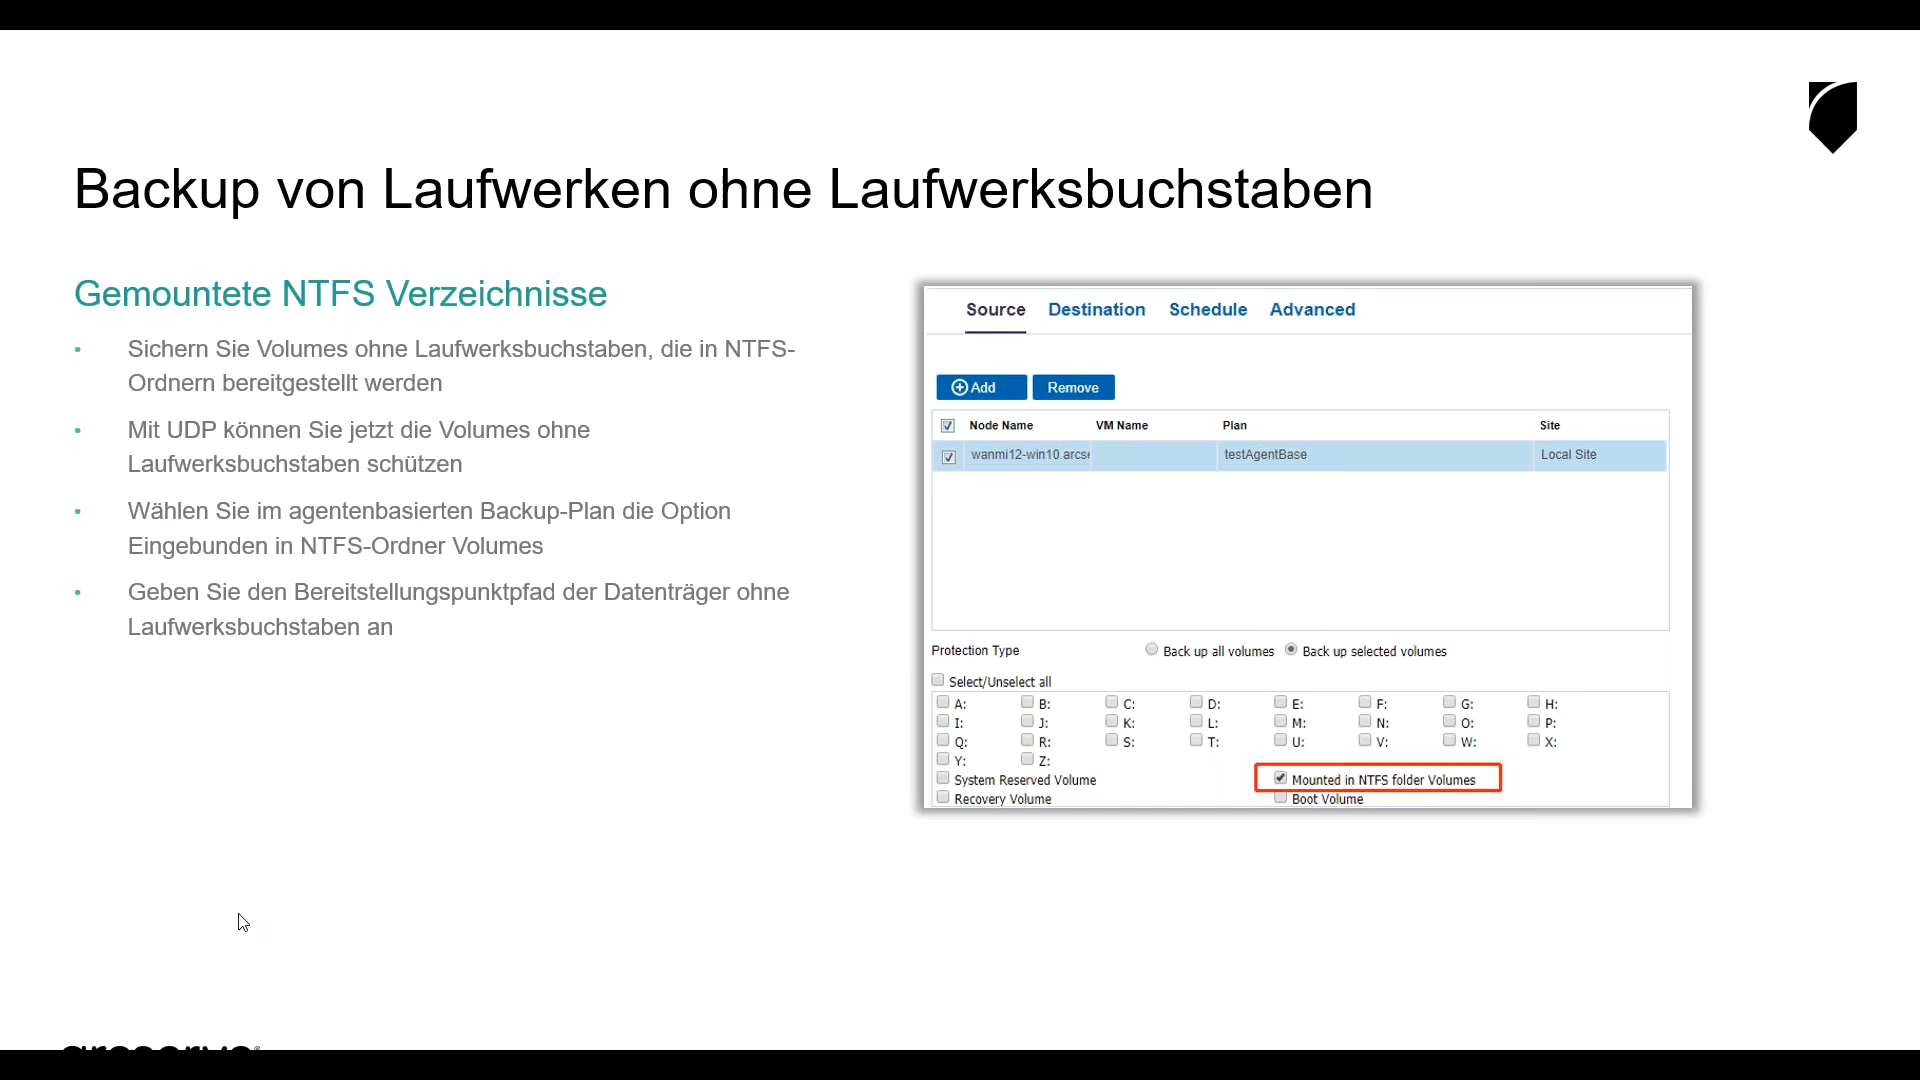 Backup von Laufwerken ohne Laufwerksbuchstaben
Gemountete NTFS Verzeichnisse
Sichern Sie Volumes ohne Laufwerksbuchstaben, die in NTFS-
Ordnern bereitgestellt werden
Mit UDP können Sie jetzt die Volumes ohne
Laufwerksbuchstaben schützen
Wählen Sie im agentenbasierten Backup-Plan die Option
Eingebunden in NTFS-Ordner Volumes
Geben Sie den Bereitstellungspunktpfad der Datenträger ohne
Laufwerksbuchstaben an
Source Destination Schedule Advanced
Add Remove
Node Name VM Name Plan Site
wanmi12-win10.arcs testAgentBase Local Site
Protection Type Back up all volumes Back up selected volumes
Select/Unselect all
A: B: C: D: E: F: G: H:
I: J: K: L: M: N: O: P:
Q: R: S: T: U: V: W: X:
Y: Z:
System Reserved Volume Mounted in NTFS folder Volumes
Recovery Volume Boot Volume